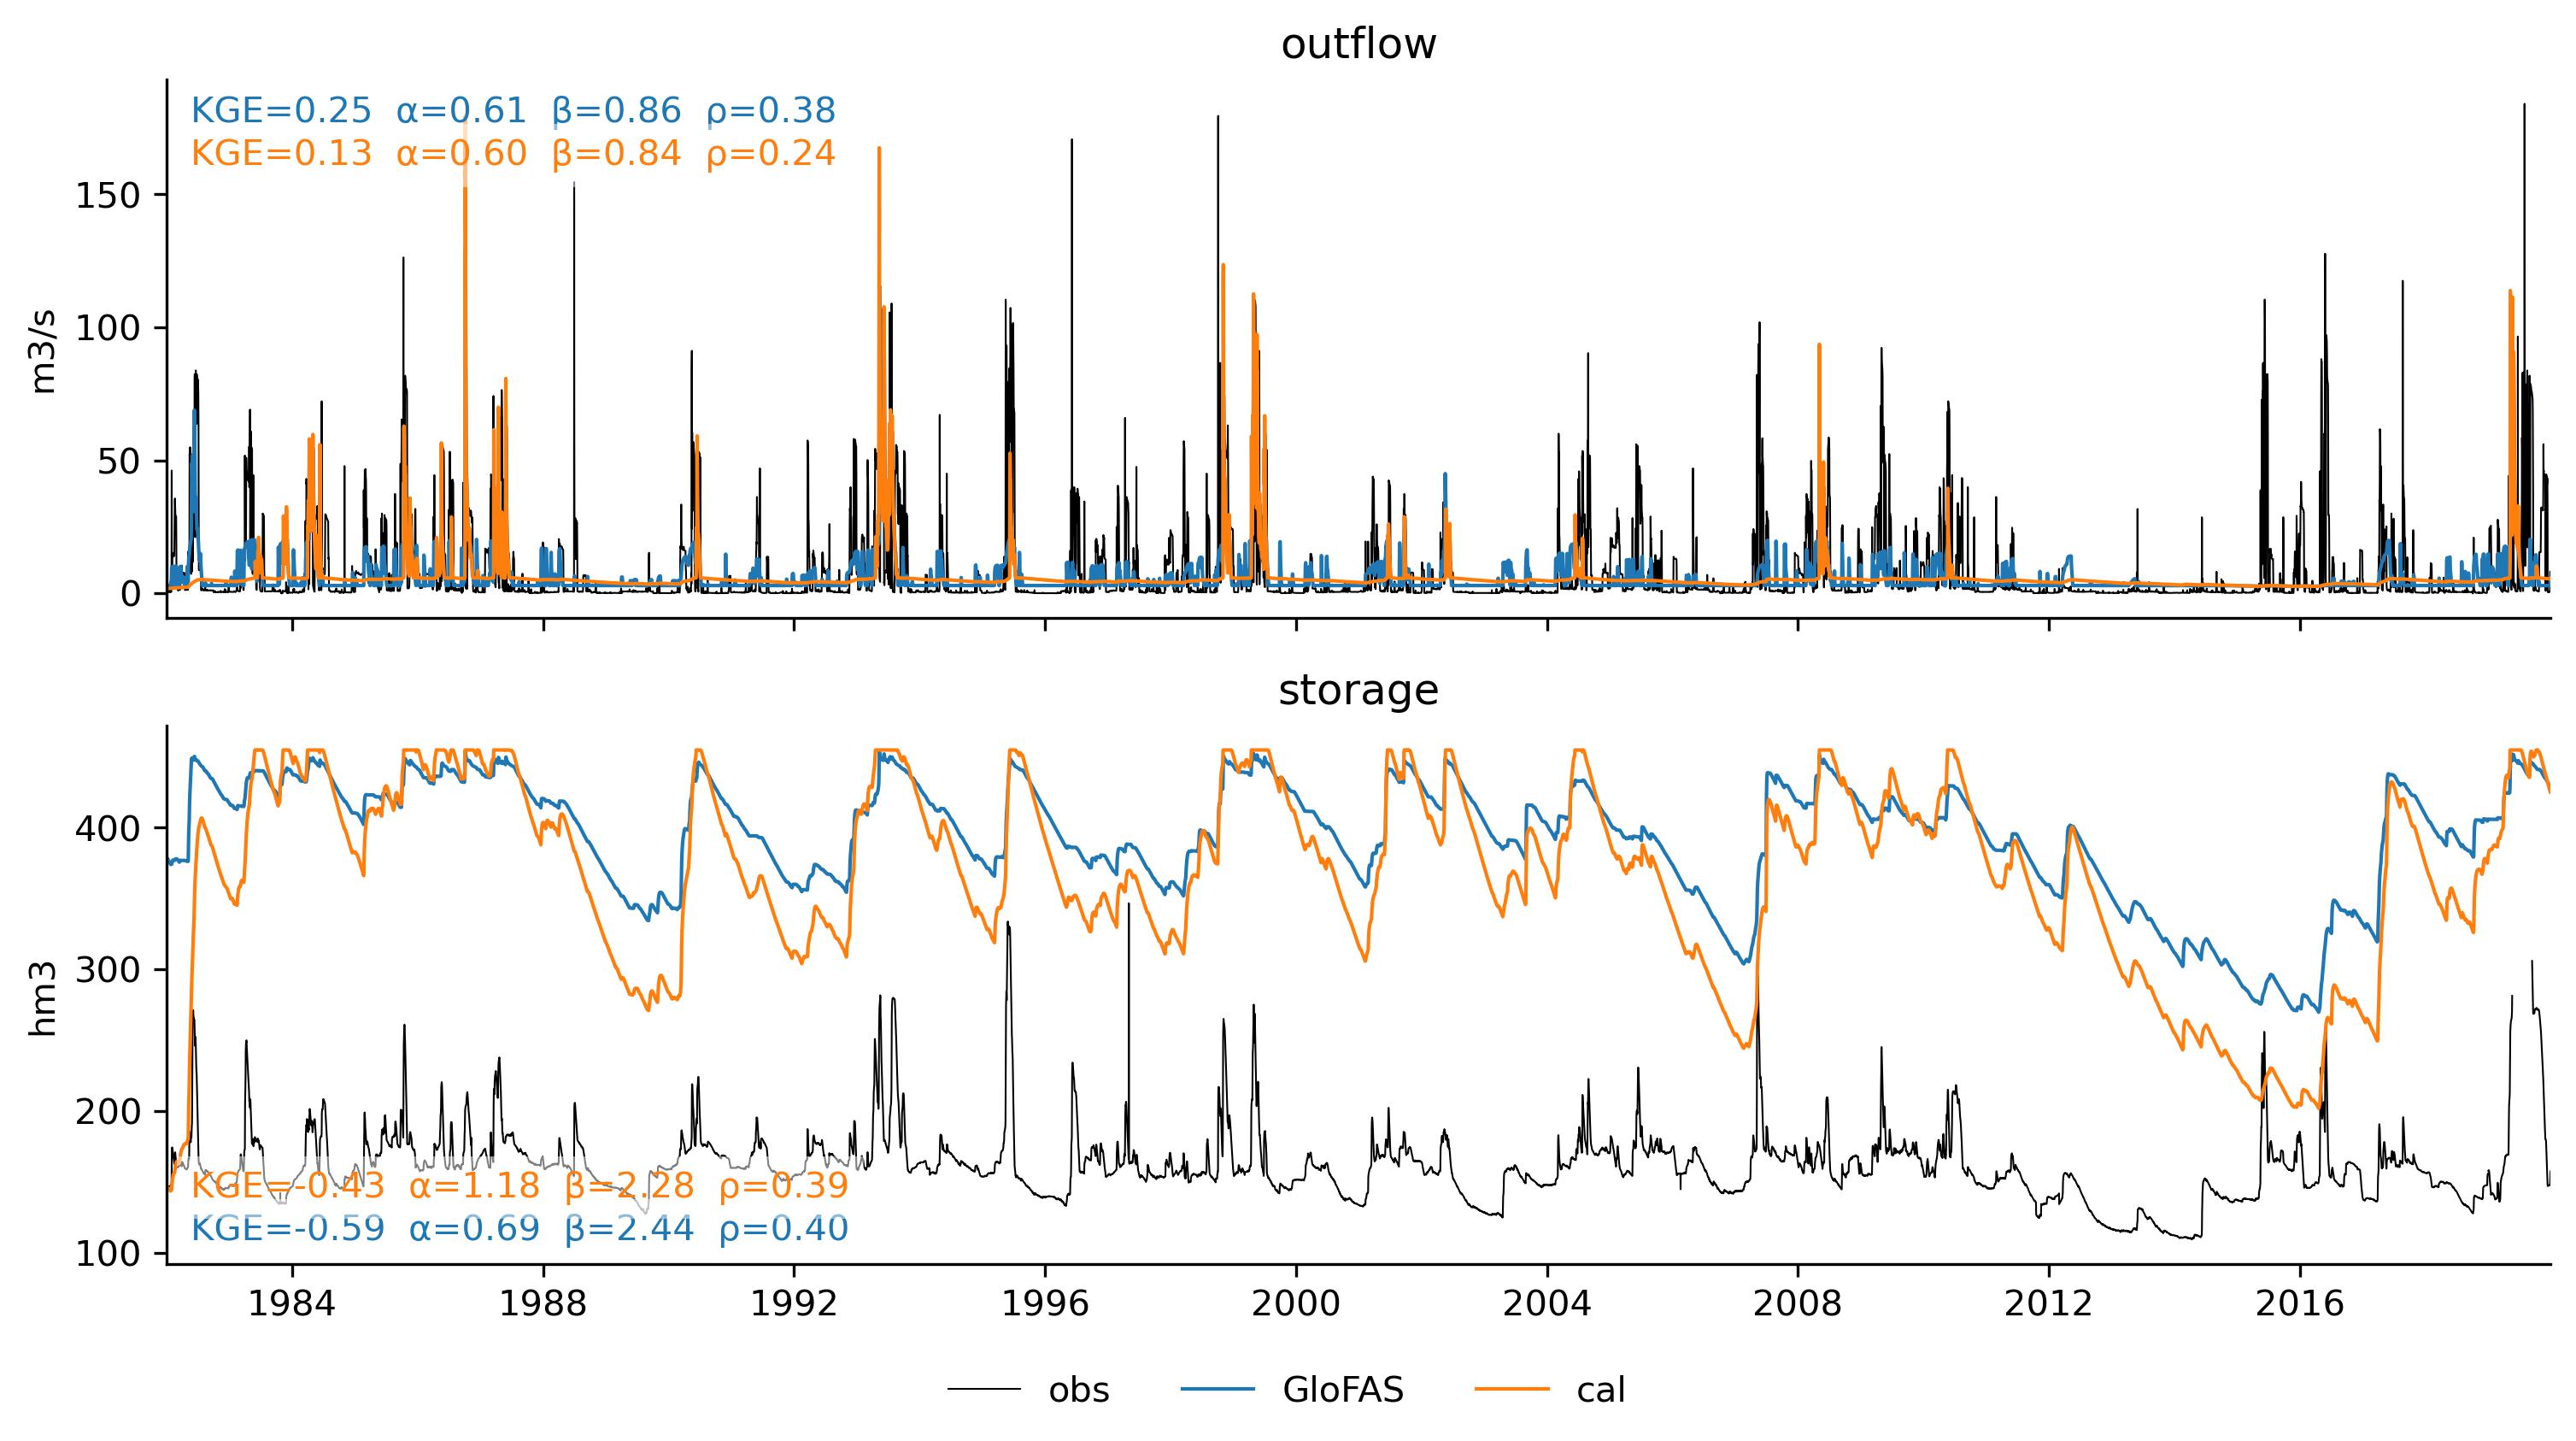 outflow
KGE=0.25 α=0.61 β=0.86 ρ=0.38
KGE=0.13 α=0.60 β=0.84 ρ=0.24
m3/s
150
100
50
0
storage
hm3
400
300
200
100
KGE=-0.43 α=1.18 β=2.28 ρ=0.39
KGE=-0.59 α=0.69 β=2.44 ρ=0.40
1984 1988 1992 1996 2000 2004 2008 2012 2016
obs GloFAS cal